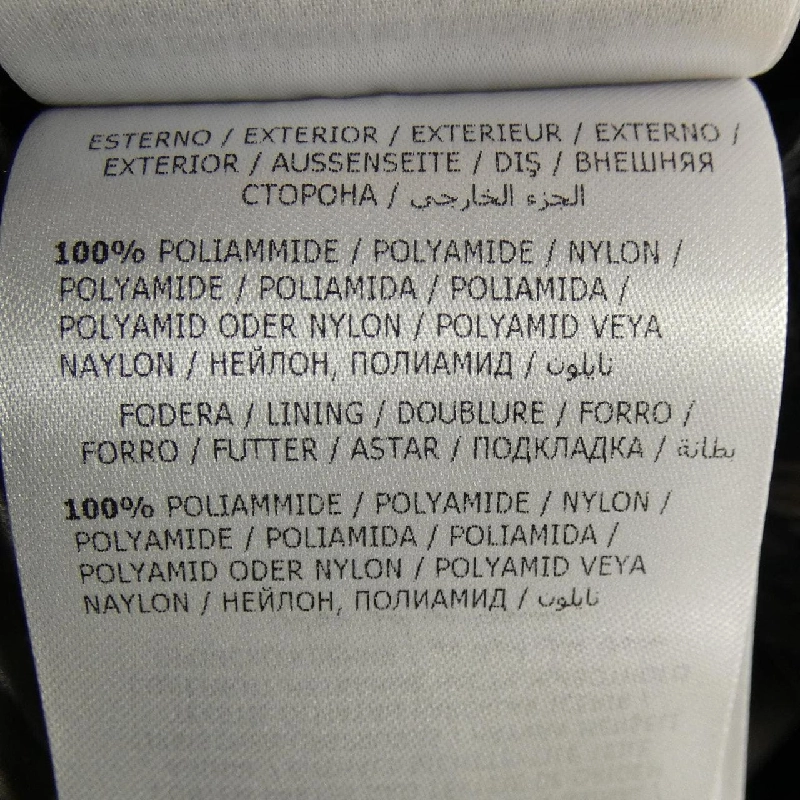 ESTERNO / EXTERIOR / EXTERIEUR / EXTERNO /
EXTERIOR / AUSSENSEITE / DIŞ / ВНЕШНЯЯ
СТОРОНА / الجزء الخارجي
100% POLIAMMIDE / POLYAMIDE / NYLON /
POLYAMIDE / POLIAMIDA / POLIAMIDA /
POLYAMID ODER NYLON / POLYAMID VEYA
NAYLON / НЕЙЛОН, ПОЛИАМИД / نايلون
FODERA / LINING / DOUBLURE / FORRO /
FORRO / FUTTER / ASTAR / ПОДКЛАДКА / بطانة
100% POLIAMMIDE / POLYAMIDE / NYLON /
POLYAMIDE / POLIAMIDA / POLIAMIDA /
POLYAMID ODER NYLON / POLYAMID VEYA
NAYLON / НЕЙЛОН, ПОЛИАМИД / نايلون